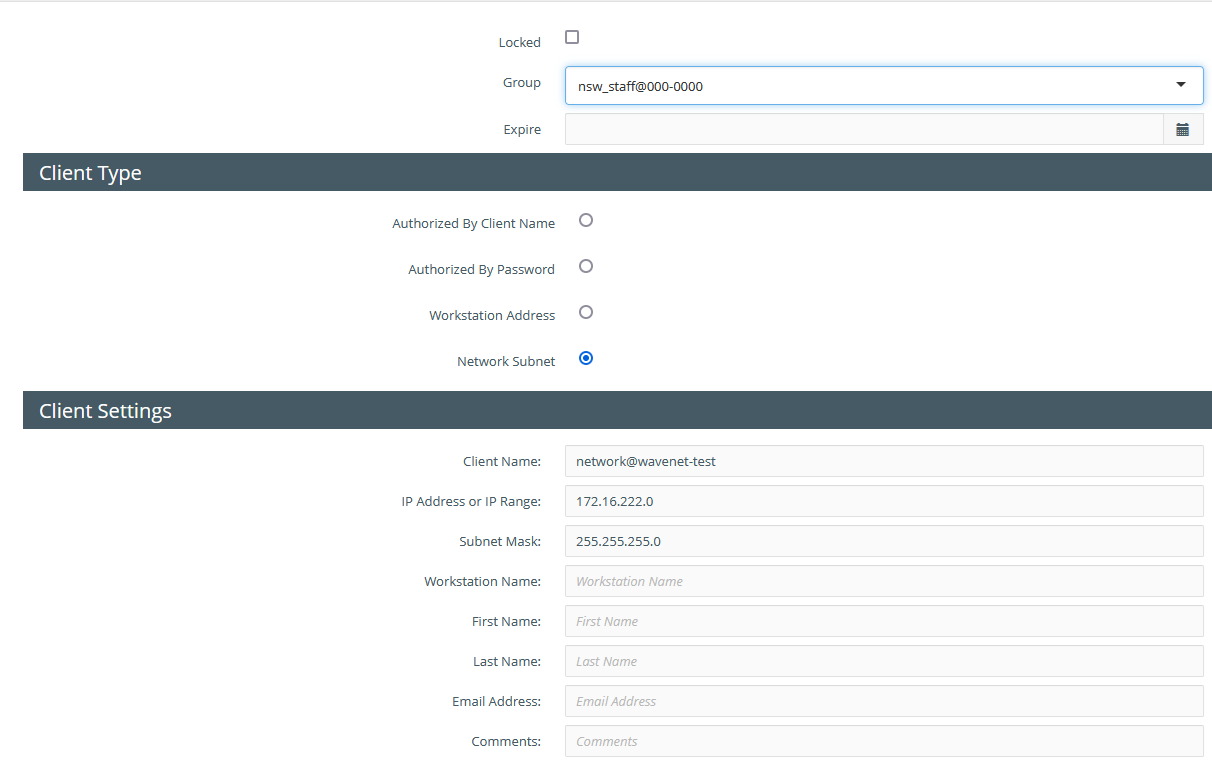 Locked
Group nsw_staff@000-0000
Expire
Client Type
Authorized By Client Name
Authorized By Password
Workstation Address
Network Subnet
Client Settings
Client Name: network@wavenet-test
IP Address or IP Range: 172.16.222.0
Subnet Mask: 255.255.255.0
Workstation Name: Workstation Name
First Name: First Name
Last Name: Last Name
Email Address: Email Address
Comments: Comments